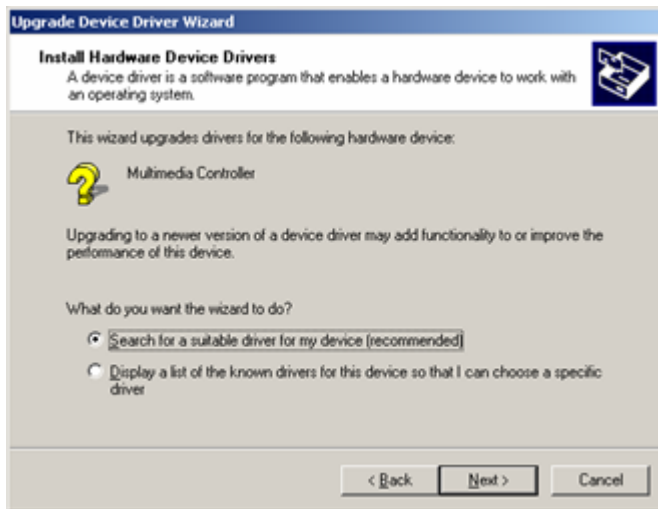 Upgrade Device Driver Wizard
Install Hardware Device Drivers
A device driver is a software program that enables a hardware device to work with
an operating system.
This wizard upgrades drivers for the following hardware device:
Multimedia Controller
Upgrading to a newer version of a device driver may add functionality to or improve the
performance of this device.
What do you want the wizard to do?
Search for a suitable driver for my device (recommended)
Display a list of the known drivers for this device so that I can choose a specific
driver
< Back Next > Cancel